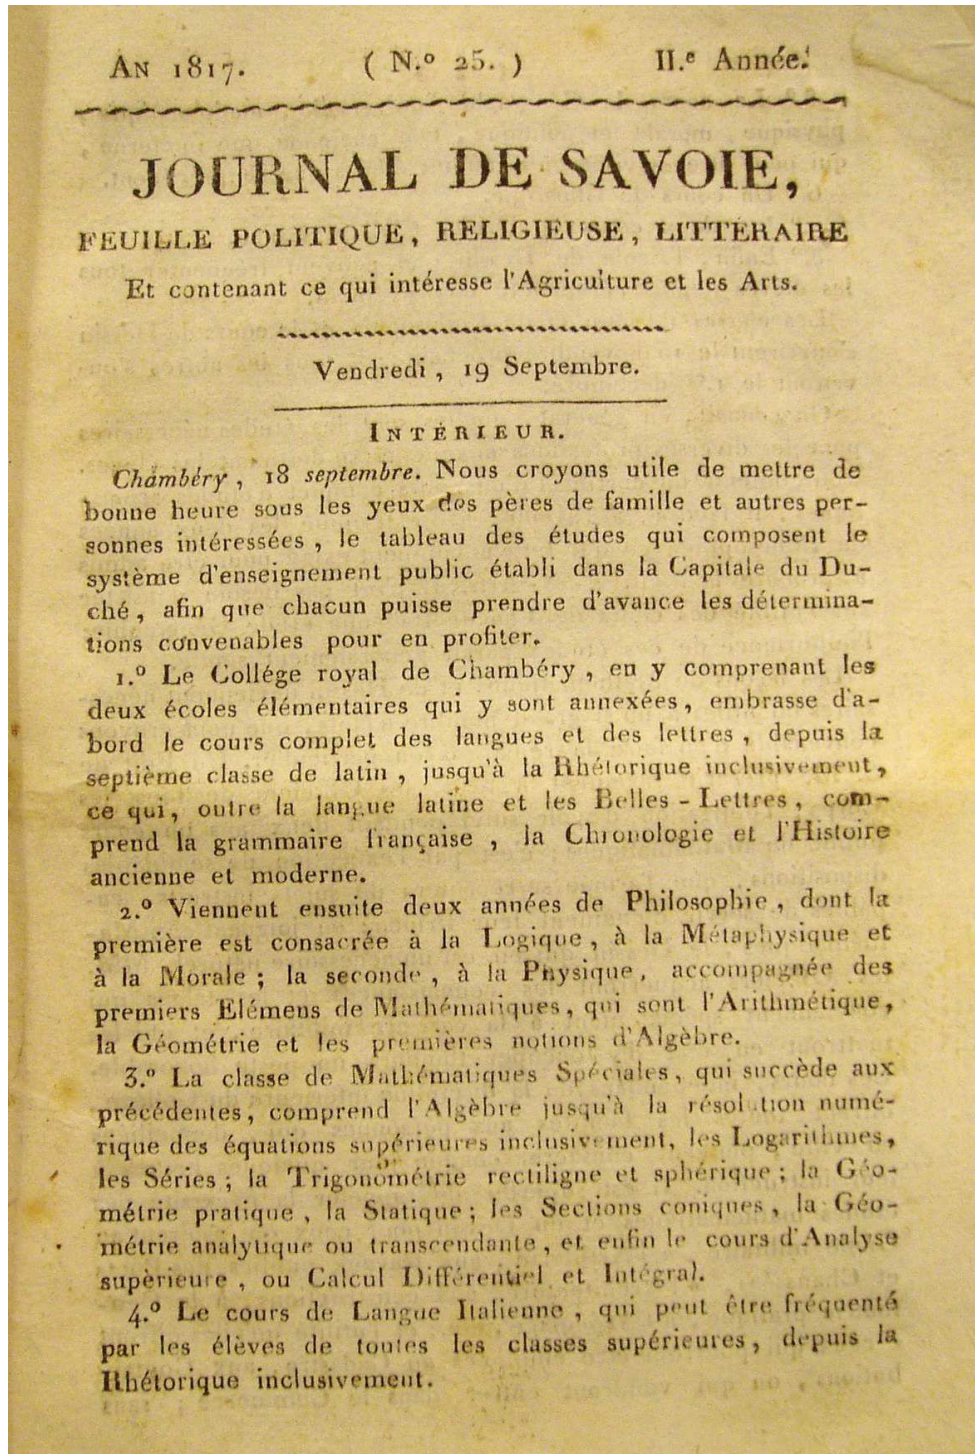 AN 1817. ( N.º 25. ) II.e Année.
JOURNAL DE SAVOIE,
FEUILLE POLITIQUE, RELIGIEUSE, LITTÉRAIRE
Et contenant ce qui intéresse l'Agriculture et les Arts.
Vendredi, 19 Septembre.
INTÉRIEUR.
Chambéry, 18 septembre. Nous croyons utile de mettre de
bonne heure sous les yeux des pères de famille et autres per-
sonnes intéressées, le tableau des études qui composent le
système d'enseignement public établi dans la Capitale du Du-
ché, afin que chacun puisse prendre d'avance les détermina-
tions convenables pour en profiter.
1.º Le Collége royal de Chambéry, en y comprenant les
deux écoles élémentaires qui y sont annexées, embrasse d'a-
bord le cours complet des langues et des lettres, depuis la
septième classe de latin, jusqu'à la Rhétorique inclusivement,
ce qui, outre la langue latine et les Belles-Lettres, com-
prend la grammaire française, la Chronologie et l'Histoire
ancienne et moderne.
2.º Viennent ensuite deux années de Philosophie, dont la
première est consacrée à la Logique, à la Métaphysique et
à la Morale; la seconde, à la Physique, accompagnée des
premiers Elémens de Mathématiques, qui sont l'Arithmétique,
la Géométrie et les premières notions d'Algèbre.
3.º La classe de Mathématiques Spéciales, qui succède aux
précédentes, comprend l'Algèbre jusqu'à la résolution numé-
rique des équations supérieures inclusivement, les Logarithmes,
les Séries; la Trigonométrie rectiligne et sphérique; la Géo-
métrie pratique, la Statique; les Sections coniques, la Géo-
métrie analytique ou transcendante, et enfin le cours d'Analyse
supèrieure, ou Calcul Différentiel et Intégral.
4.º Le cours de Langue Italienne, qui peut être fréquenté
par les élèves de toutes les classes supérieures, depuis la
Rhétorique inclusivement.